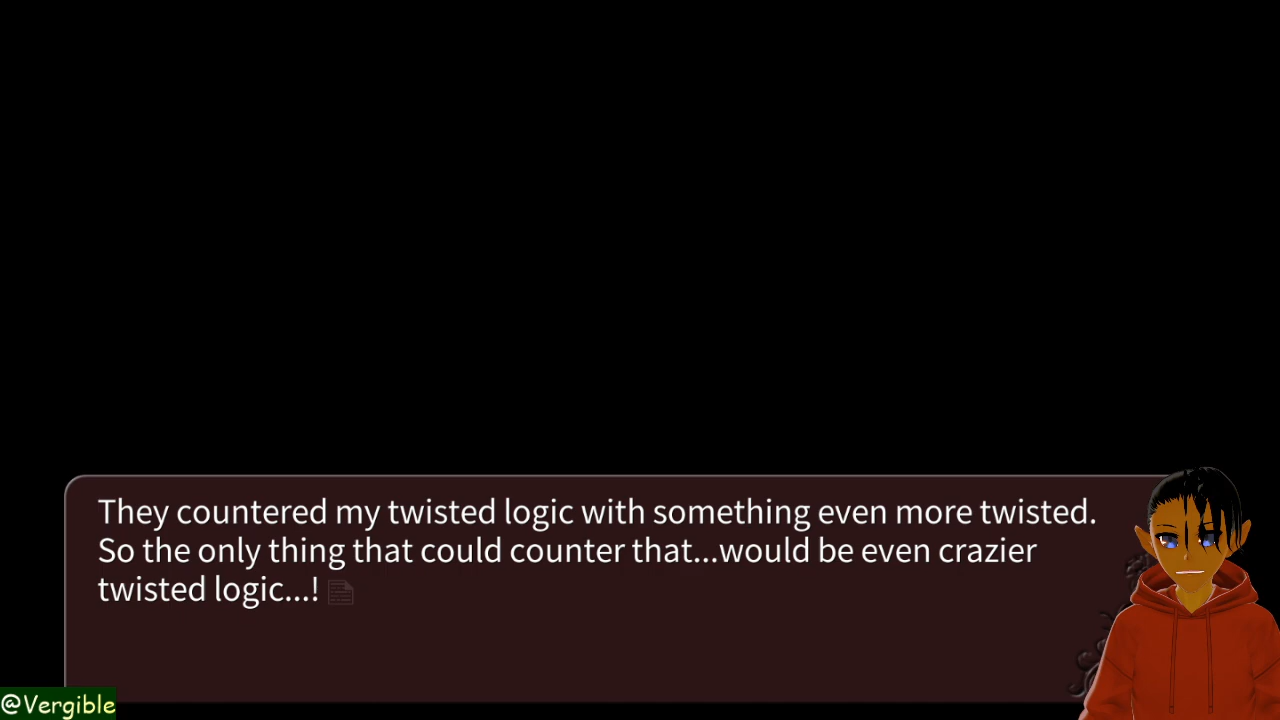 They countered my twisted logic with something even more twisted.
So the only thing that could counter that...would be even crazier
twisted logic...!
@Vergible